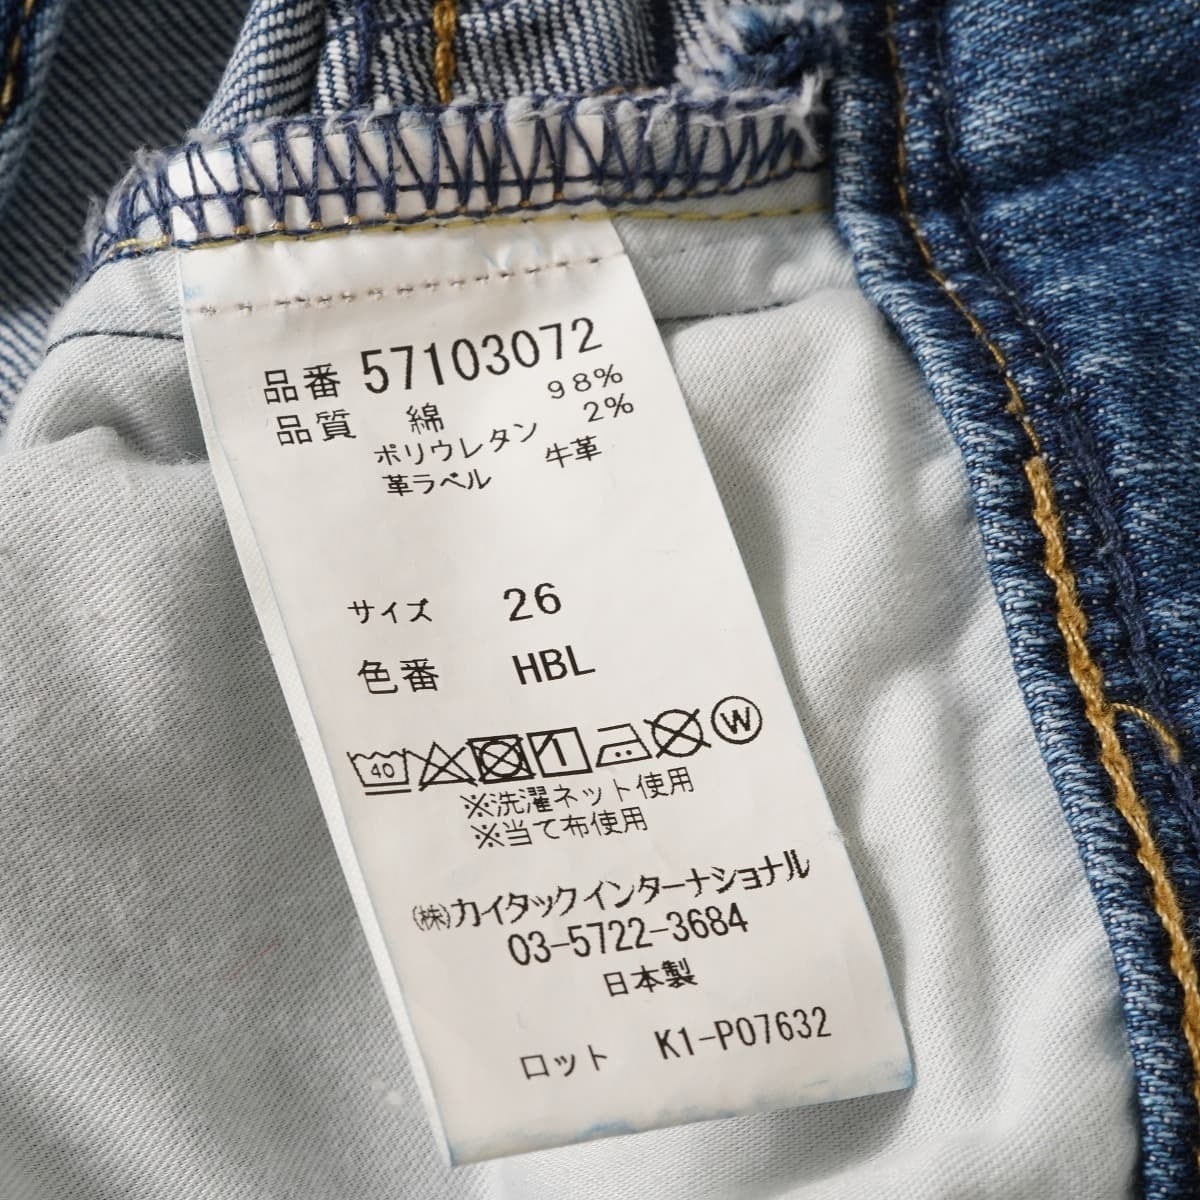 品番 57103072
品質 綿 98%
ポリウレタン 2%
革ラベル 牛革
サイズ 26
色番 HBL
40 W
※洗濯ネット使用
※当て布使用
㈱カイタックインターナショナル
03-5722-3684
日本製
ロット K1-P07632